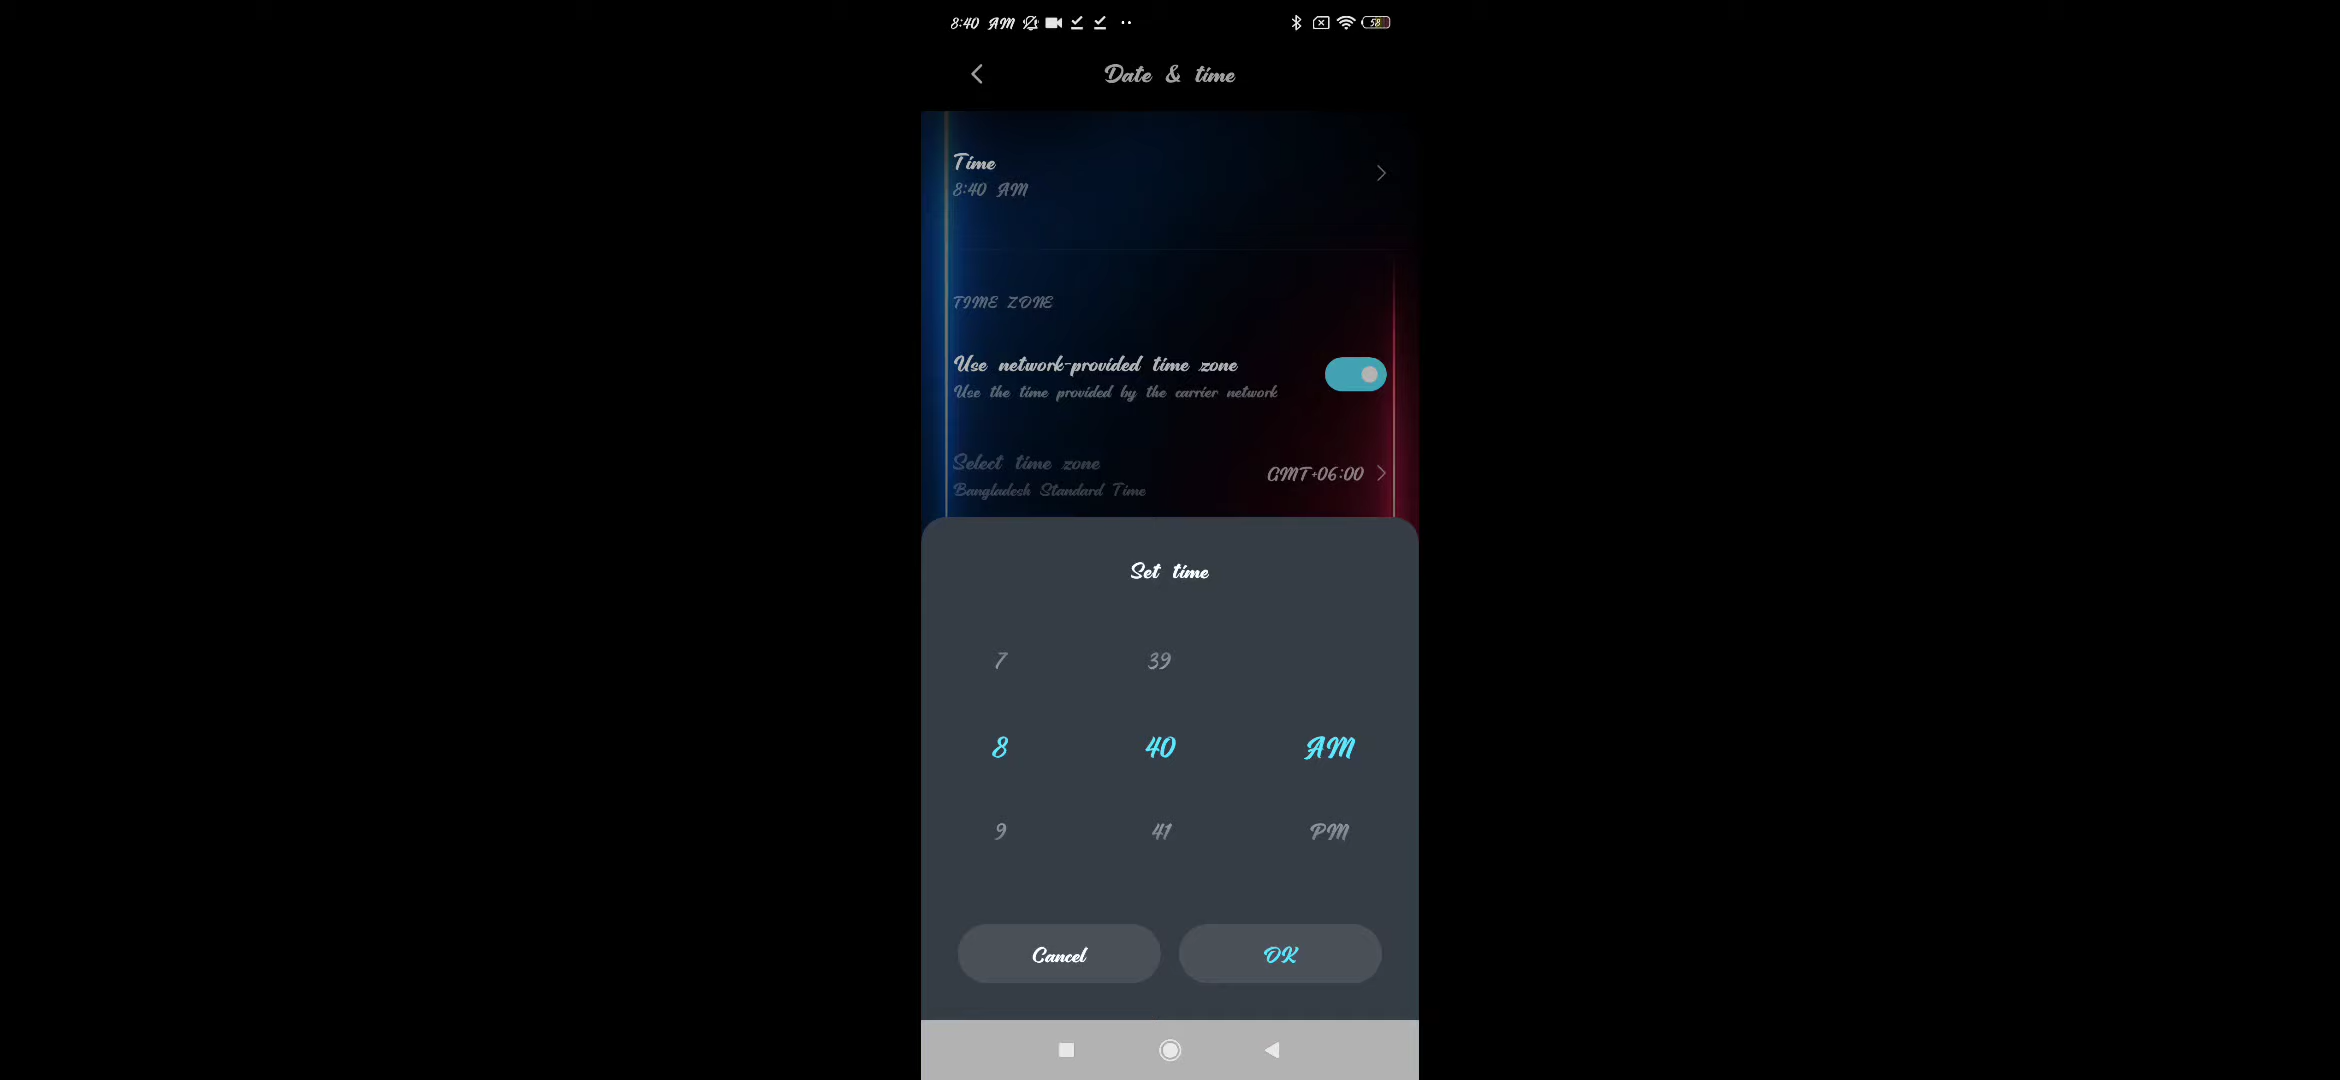 8:40 AM
58
Date & time
Time
8:40 AM
TIME ZONE
Use network-provided time zone
Use the time provided by the carrier network
Select time zone
GMT+06:00
Bangladesh Standard Time
Set time
7 39
8 40 AM
9 41 PM
Cancel OK